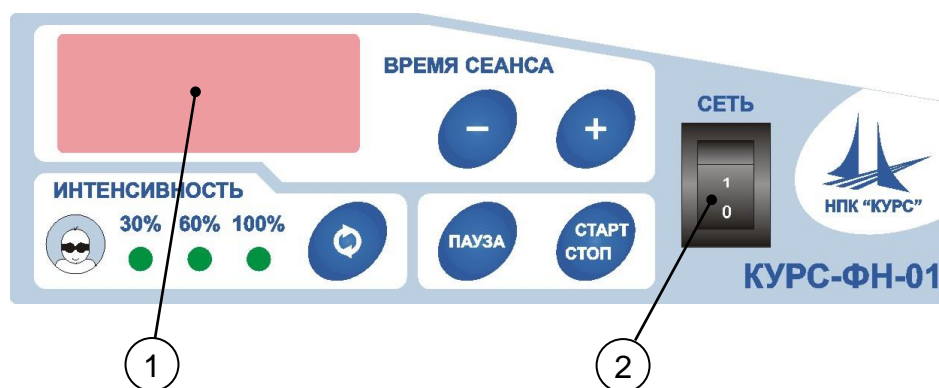 ВРЕМЯ СЕАНСА
− +
СЕТЬ
1
0
НПК "КУРС"
ИНТЕНСИВНОСТЬ
30% 60% 100%
ПАУЗА
СТАРТ
СТОП
КУРС-ФН-01
1
2